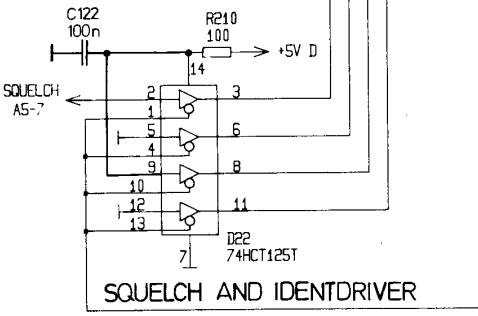 C122
100n
R210
100
+5V D
14
SQUELCH
A5-7
2
3
1
5
6
4
9
8
10
12
11
13
7
D22
74HCT125T
SQUELCH AND IDENTDRIVER